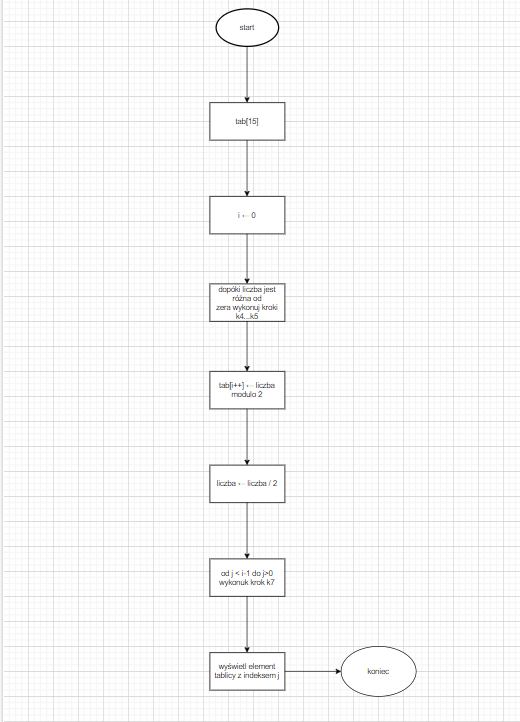 start
tab[15]
i ← 0
dopóki liczba jest
różna od
zera wykonuj kroki
k4...k5
tab[i++] ← liczba
modulo 2
liczba ← liczba / 2
od j < i-1 do j>0
wykonuk krok k7
wyświetl element
tablicy z indeksem j
koniec